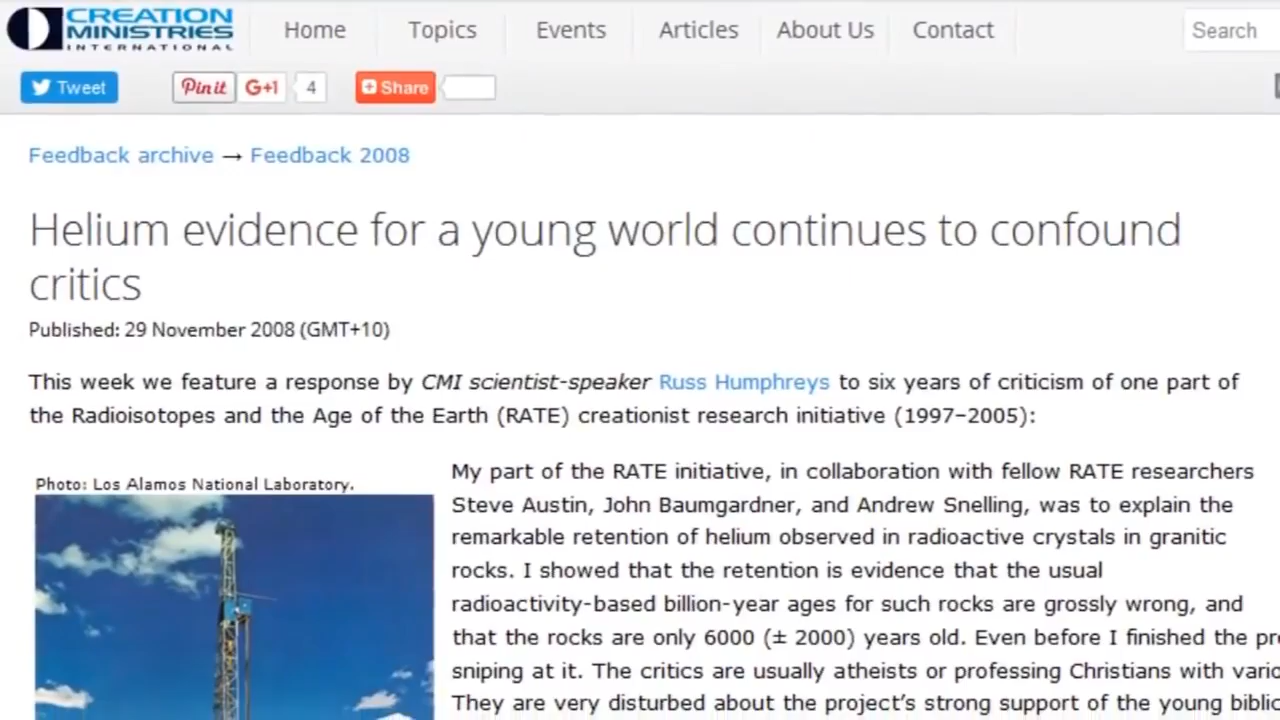 CREATION
MINISTRIES
INTERNATIONAL
Home
Topics
Events
Articles
About Us
Contact
Search
Tweet
Pin it
G+1
4
Share
Feedback archive → Feedback 2008
Helium evidence for a young world continues to confound
critics
Published: 29 November 2008 (GMT+10)
This week we feature a response by CMI scientist-speaker Russ Humphreys to six years of criticism of one part of
the Radioisotopes and the Age of the Earth (RATE) creationist research initiative (1997–2005):
Photo: Los Alamos National Laboratory.
My part of the RATE initiative, in collaboration with fellow RATE researchers
Steve Austin, John Baumgardner, and Andrew Snelling, was to explain the
remarkable retention of helium observed in radioactive crystals in granitic
rocks. I showed that the retention is evidence that the usual
radioactivity-based billion-year ages for such rocks are grossly wrong, and
that the rocks are only 6000 (± 2000) years old. Even before I finished the
sniping at it. The critics are usually atheists or professing Christians with
They are very disturbed about the project’s strong support of the young